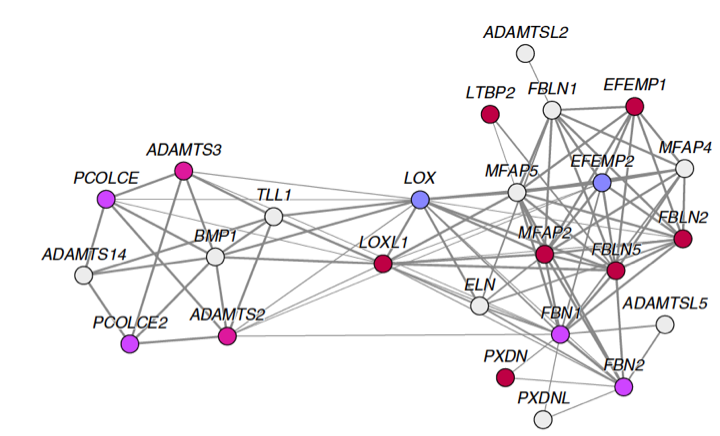 ADAMTSL2
LTBP2
FBLN1
EFEMP1
ADAMTS3
MFAP4
PCOLCE
LOX
MFAP5
EFEMP2
TLL1
FBLN2
BMP1
LOXL1
MFAP2
FBLN5
ADAMTS14
ELN
ADAMTSL5
PCOLCE2
ADAMTS2
FBN1
PXDN
FBN2
PXDNL